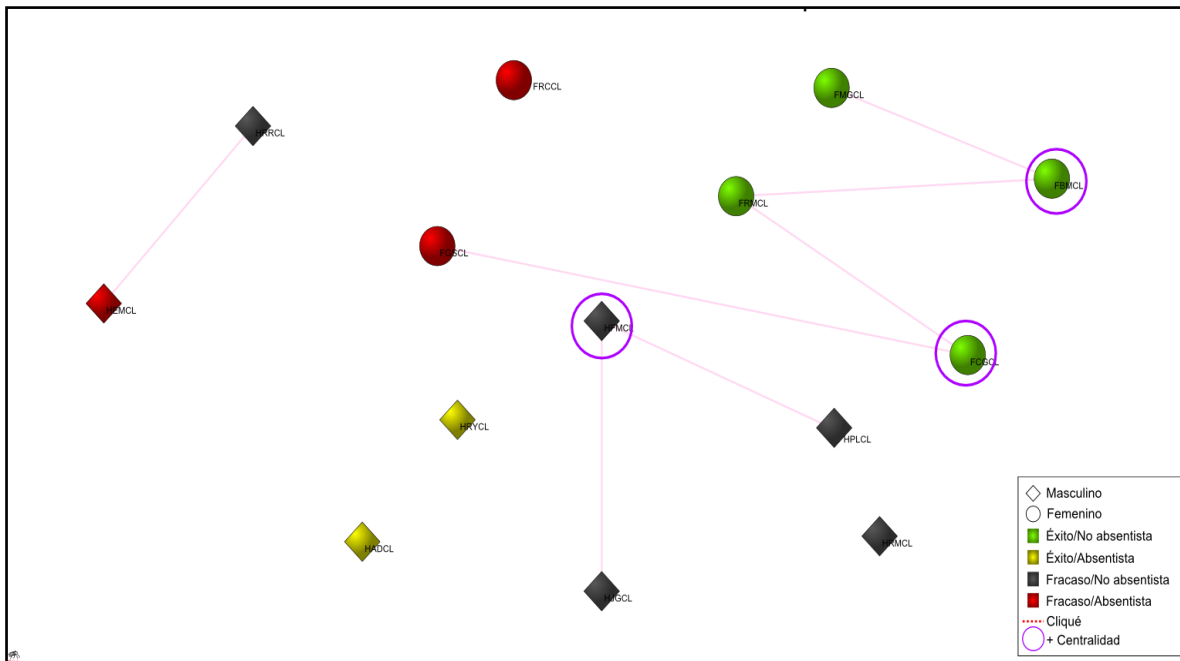 FRCCL
FMGCL
HRRCL
FBMCL
FRMCL
FGSCL
HEMCL
HFMCL
FCGCL
HRYCL
HPLCL
HRMCL
HADCL
HJGCL
Masculino
Femenino
Éxito/No absentista
Éxito/Absentista
Fracaso/No absentista
Fracaso/Absentista
Cliqué
+ Centralidad